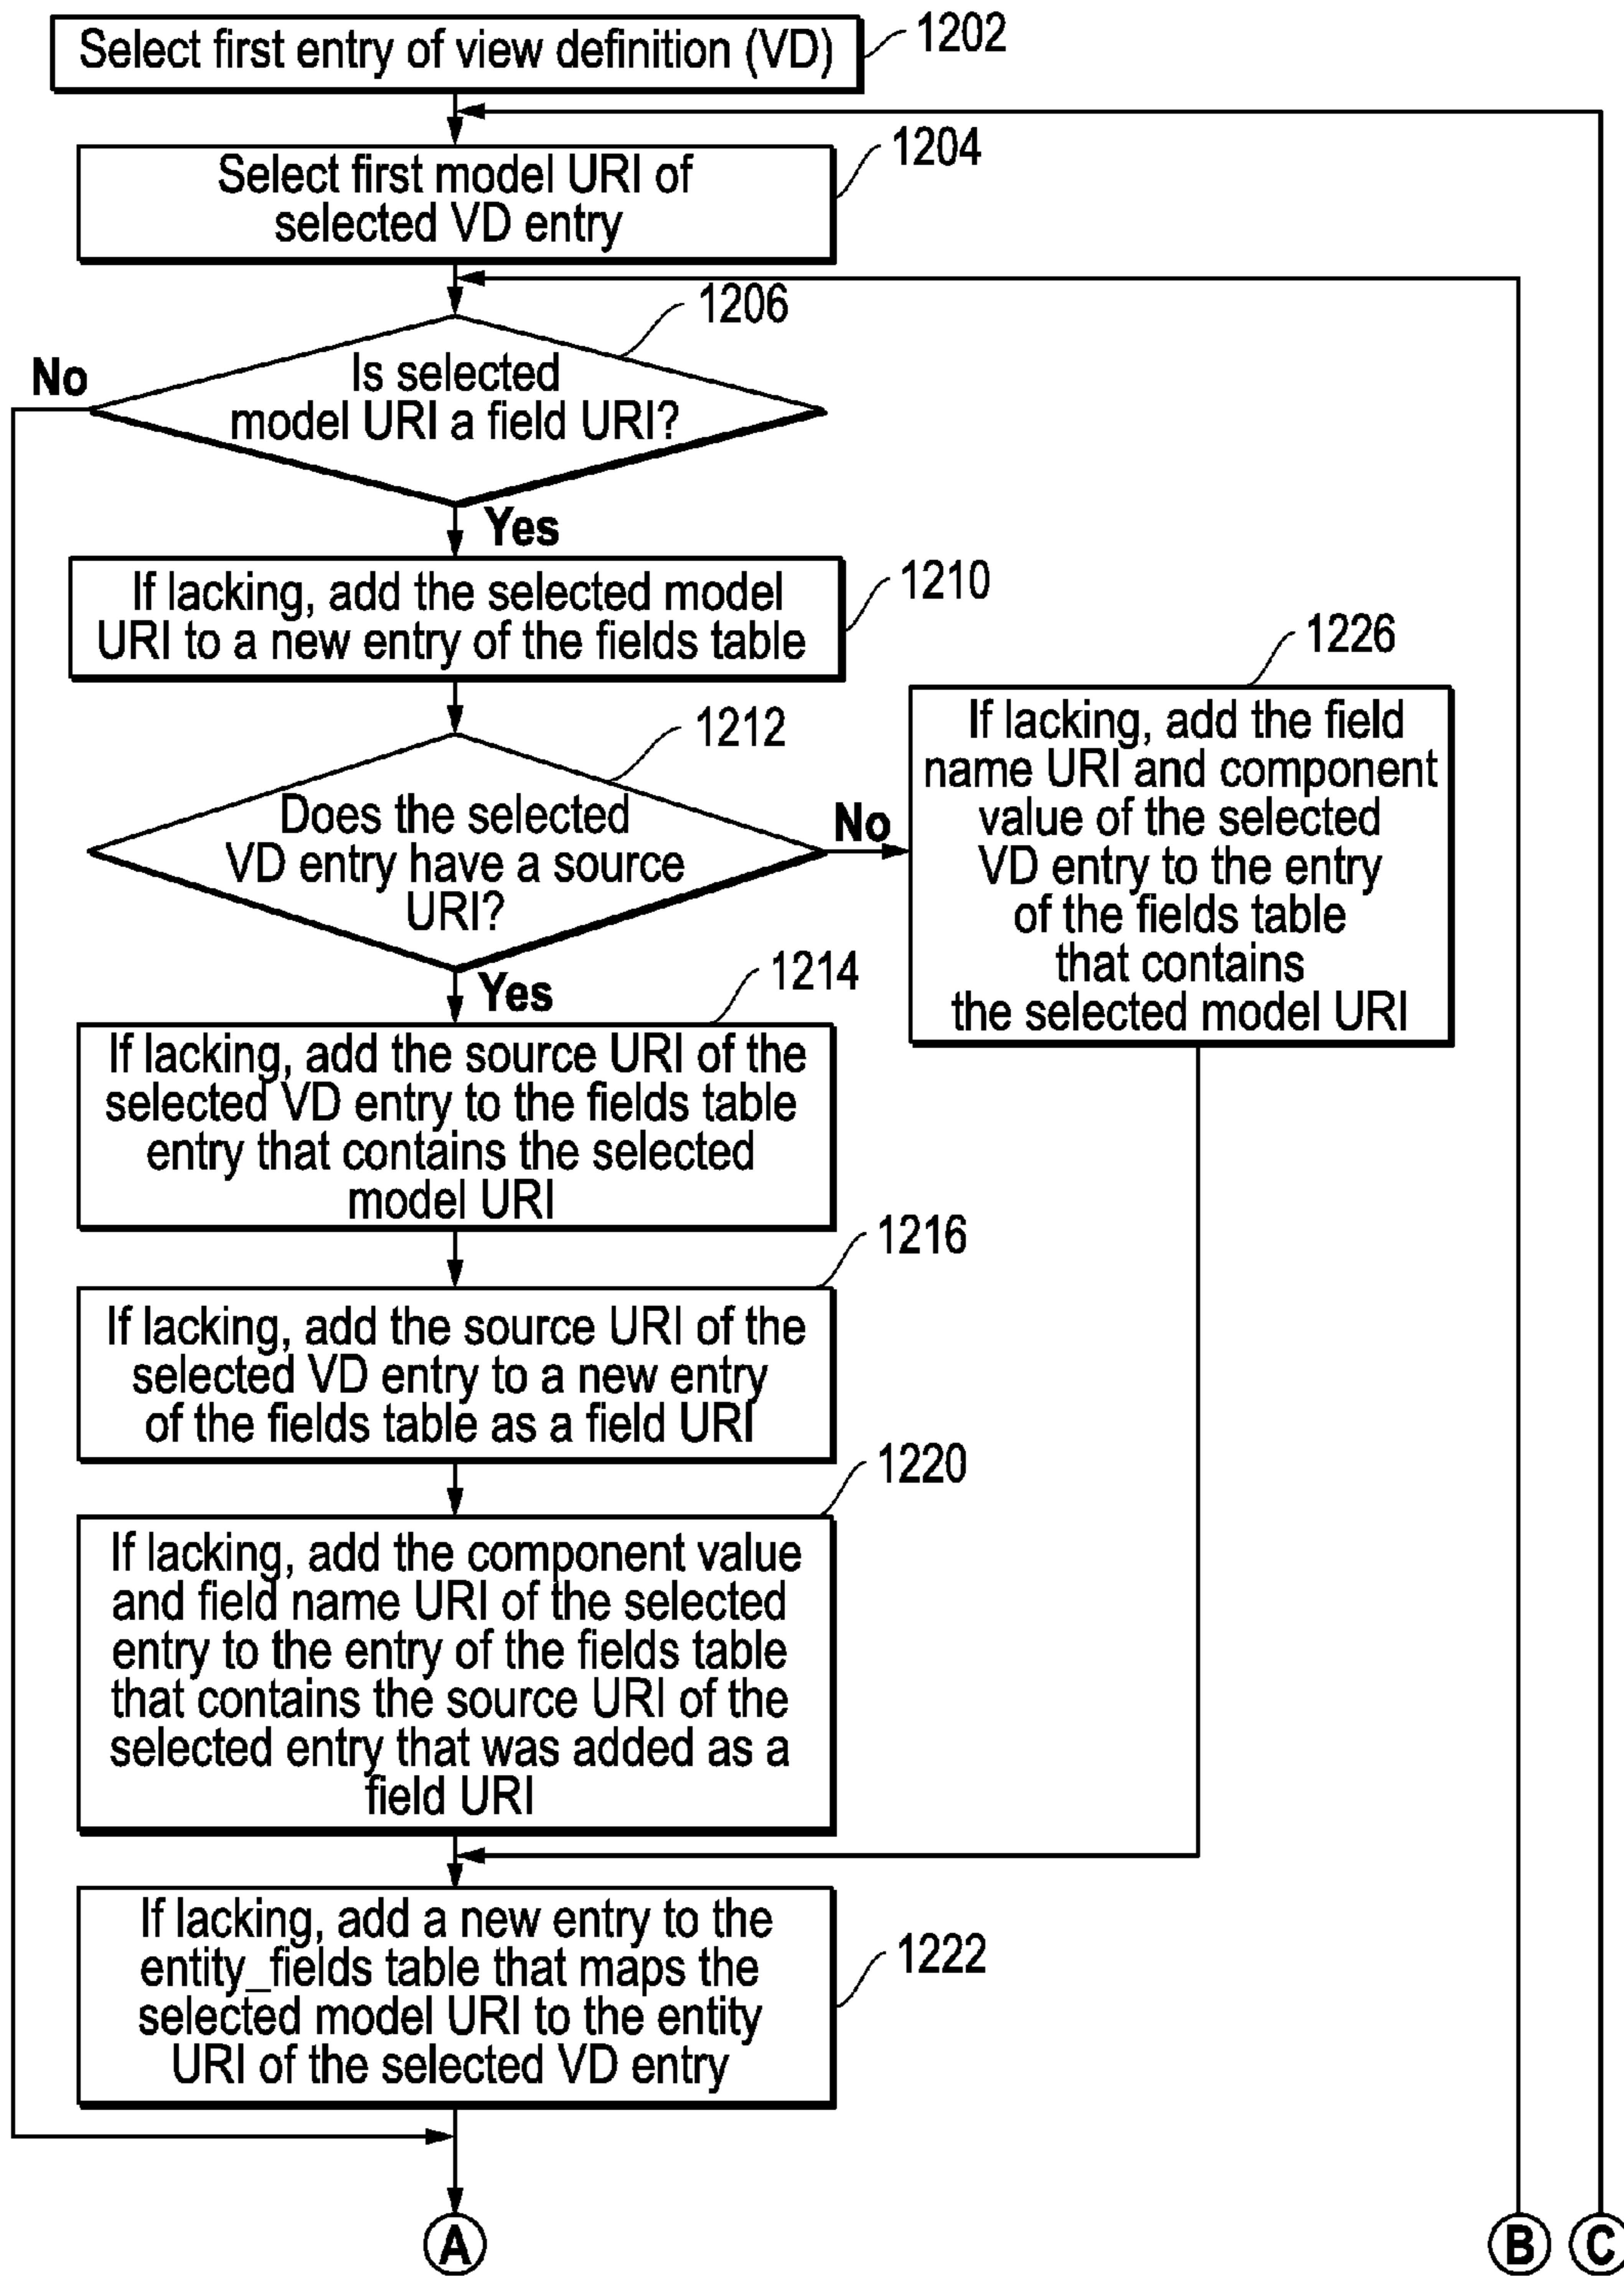 Select first entry of view definition (VD)
1202
1204
Select first model URI of
selected VD entry
1206
No
Is selected
model URI a field URI?
Yes
1210
If lacking, add the selected model
URI to a new entry of the fields table
1226
If lacking, add the field
name URI and component
value of the selected
VD entry to the entry
of the fields table
that contains
the selected model URI
1212
Does the selected
VD entry have a source
URI?
No
Yes
1214
If lacking, add the source URI of the
selected VD entry to the fields table
entry that contains the selected
model URI
1216
If lacking, add the source URI of the
selected VD entry to a new entry
of the fields table as a field URI
1220
If lacking, add the component value
and field name URI of the selected
entry to the entry of the fields table
that contains the source URI of the
selected entry that was added as a
field URI
1222
If lacking, add a new entry to the
entity_fields table that maps the
selected model URI to the entity
URI of the selected VD entry
A
B
C